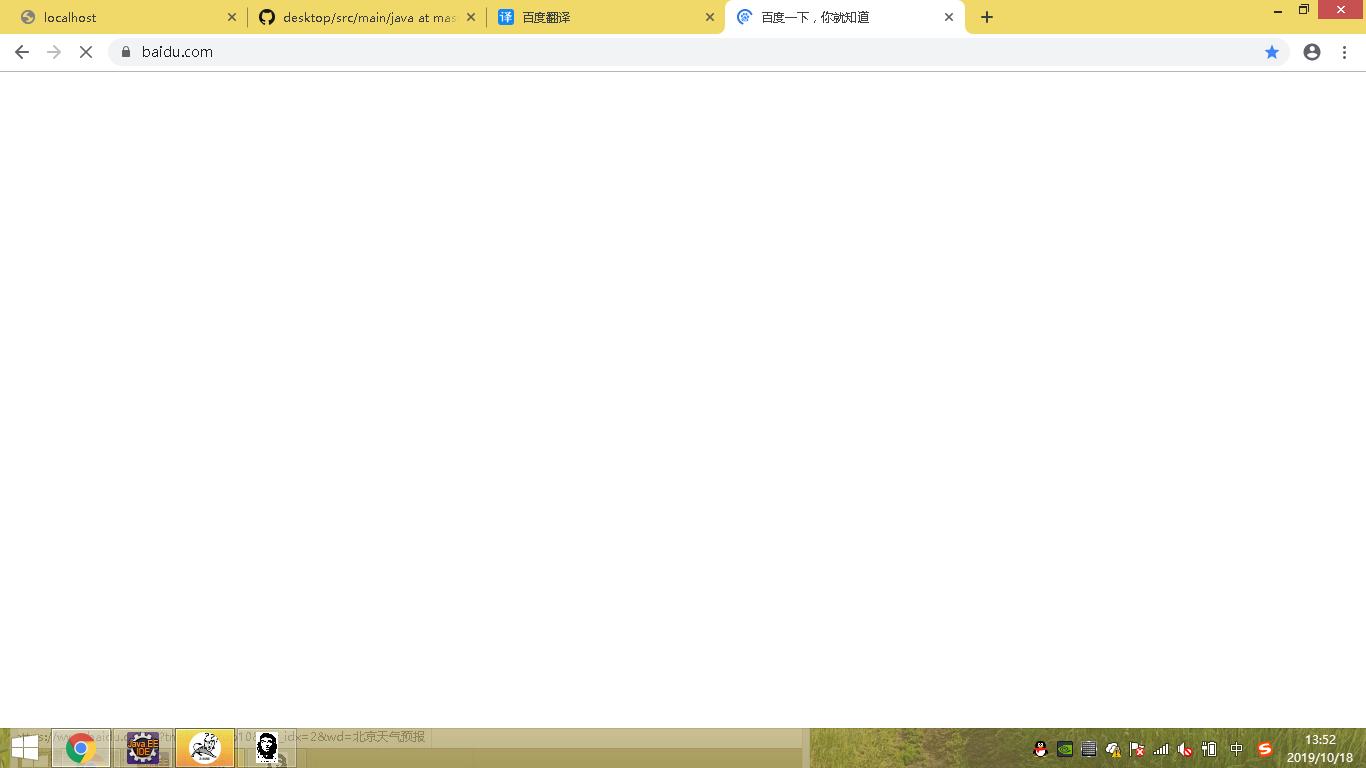 localhost
desktop/src/main/java at mas
译 百度翻译
百度一下，你就知道
baidu.com
idx=2&wd=北京天气预报
Java EE
IDE
中
13:52
2019/10/18